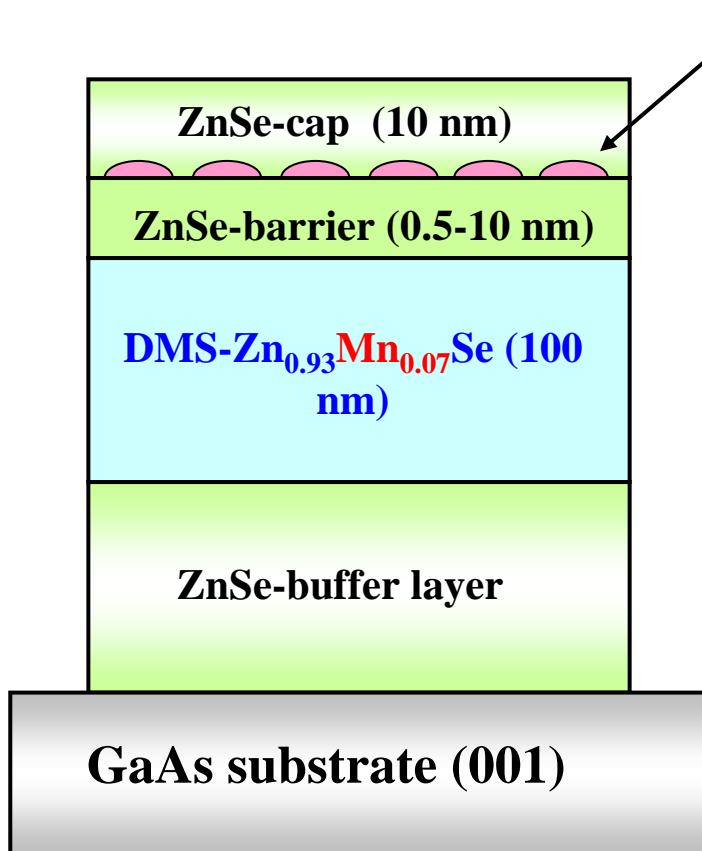 ZnSe-cap (10 nm)
ZnSe-barrier (0.5-10 nm)
DMS-Zn₀.₉₃Mn₀.₀₇Se (100
nm)
ZnSe-buffer layer
GaAs substrate (001)